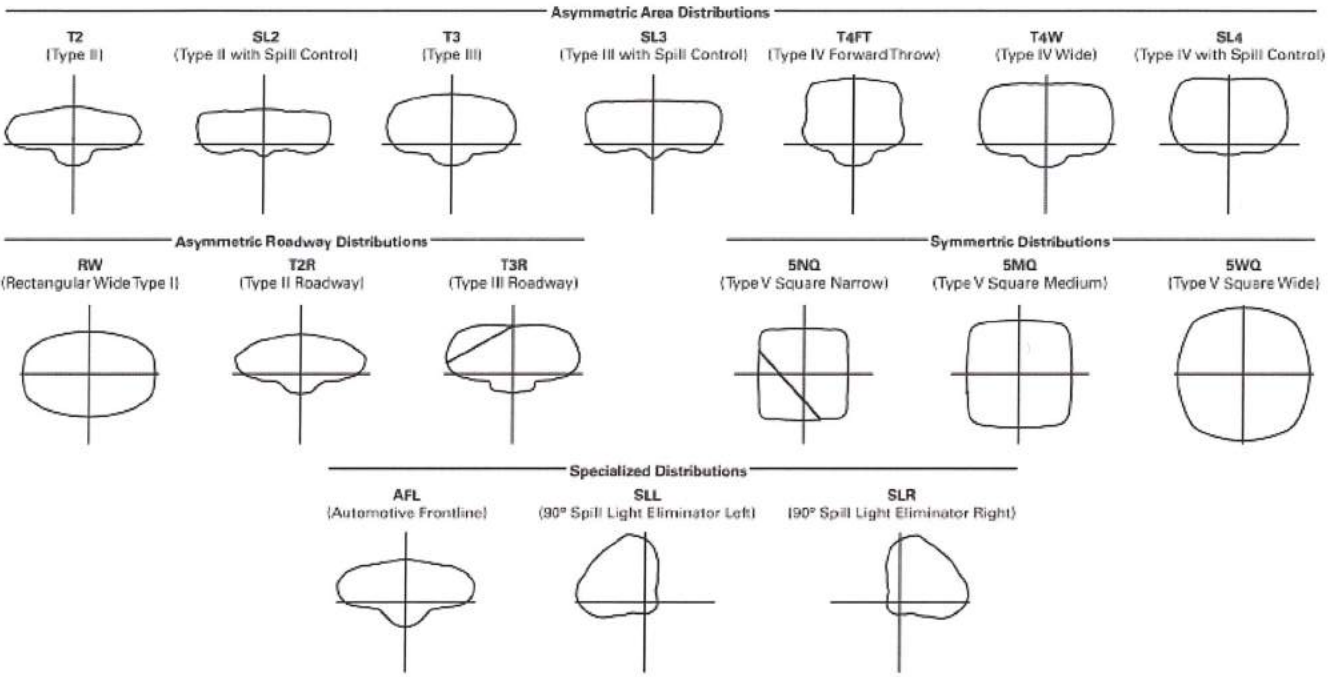 Asymmetric Area Distributions
T2
(Type II)
SL2
(Type II with Spill Control)
T3
(Type III)
SL3
(Type III with Spill Control)
T4FT
(Type IV Forward Throw)
T4W
(Type IV Wide)
SL4
(Type IV with Spill Control)
Asymmetric Roadway Distributions
RW
(Rectangular Wide Type I)
T2R
(Type II Roadway)
T3R
(Type III Roadway)
Symmertric Distributions
5NQ
(Type V Square Narrow)
5MQ
(Type V Square Medium)
5WQ
(Type V Square Wide)
Specialized Distributions
AFL
(Automotive Frontline)
SLL
(90° Spill Light Eliminator Left)
SLR
(90° Spill Light Eliminator Right)